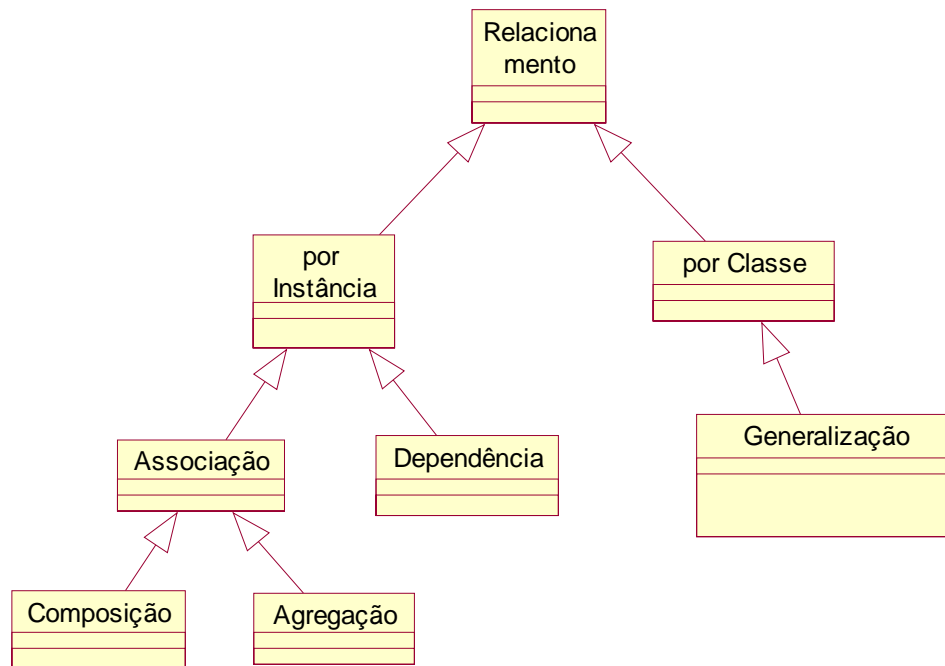 Relaciona
mento
por
Instância
por Classe
Associação
Dependência
Generalização
Composição
Agregação